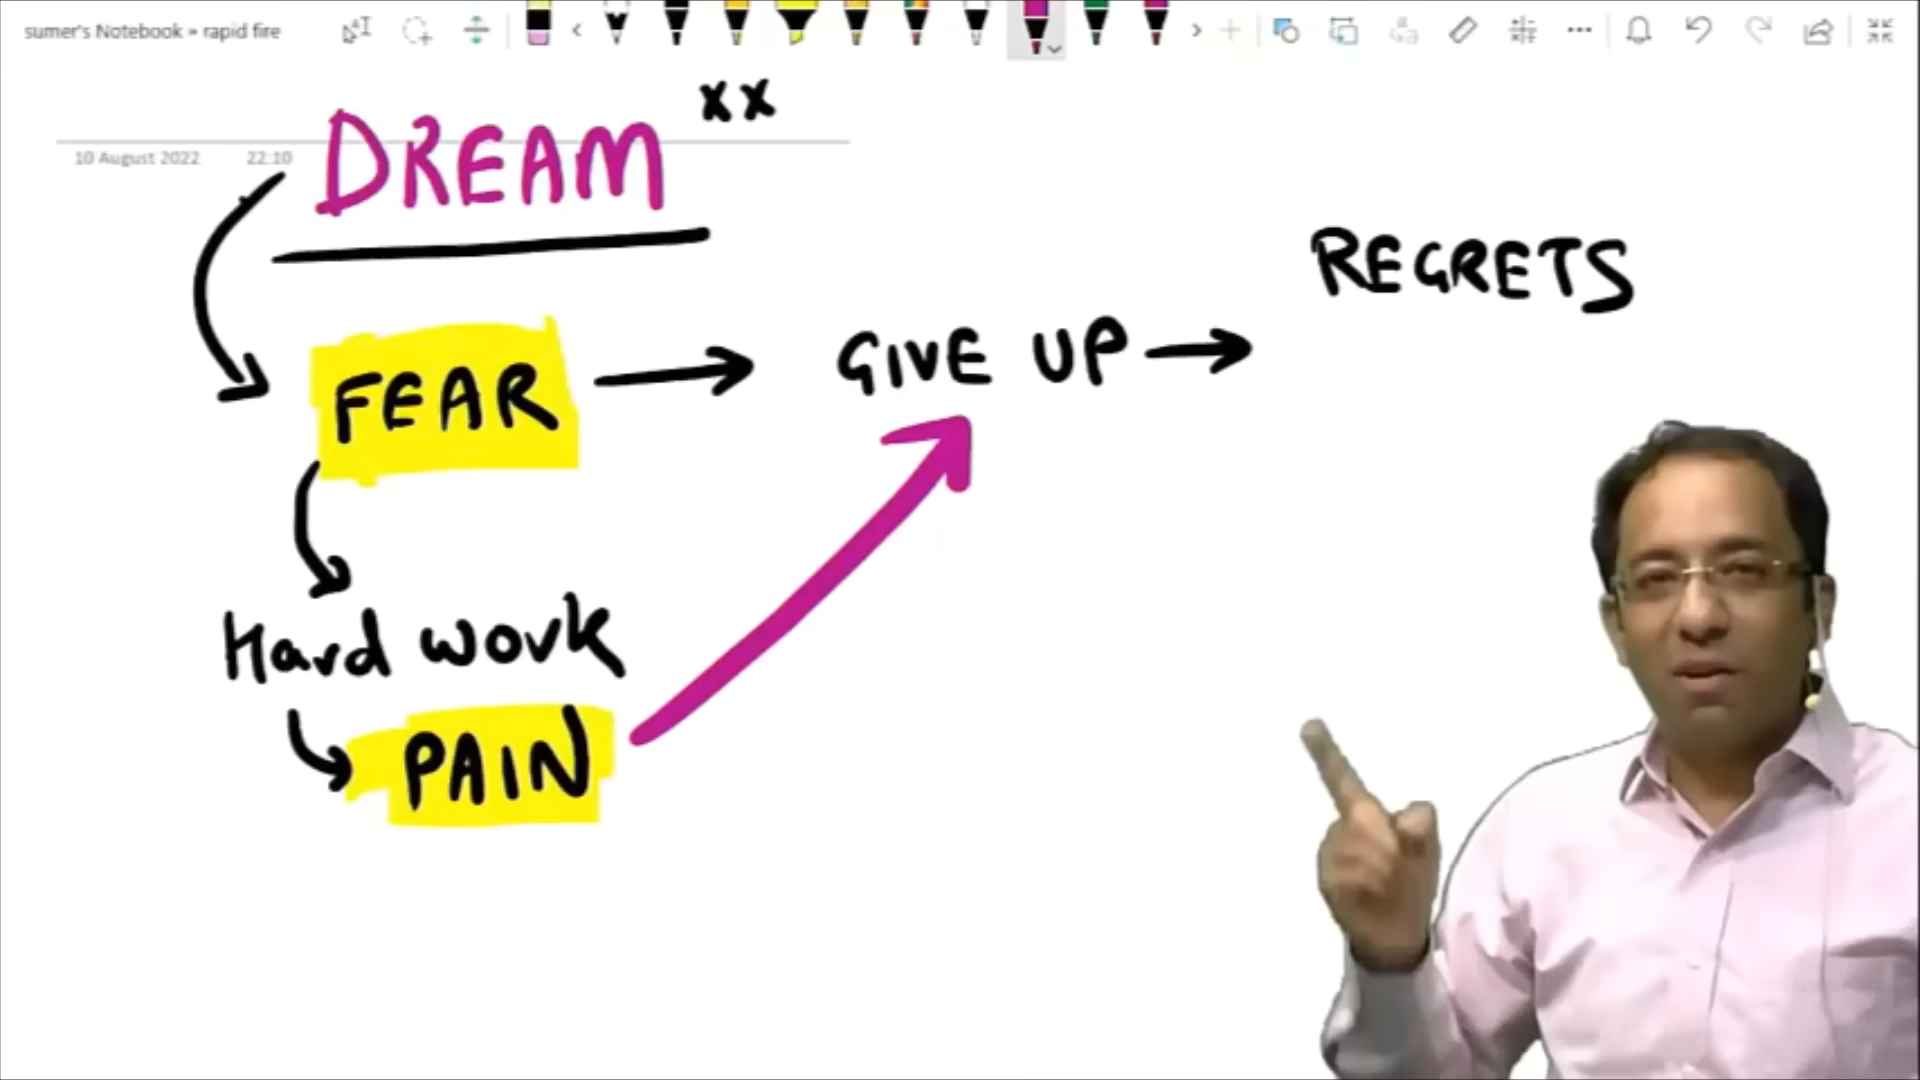 sumer's Notebook » rapid fire
xx
DREAM
10 August 2022 22:10
REGRETS
FEAR → GIVE UP →
Hard work
PAIN